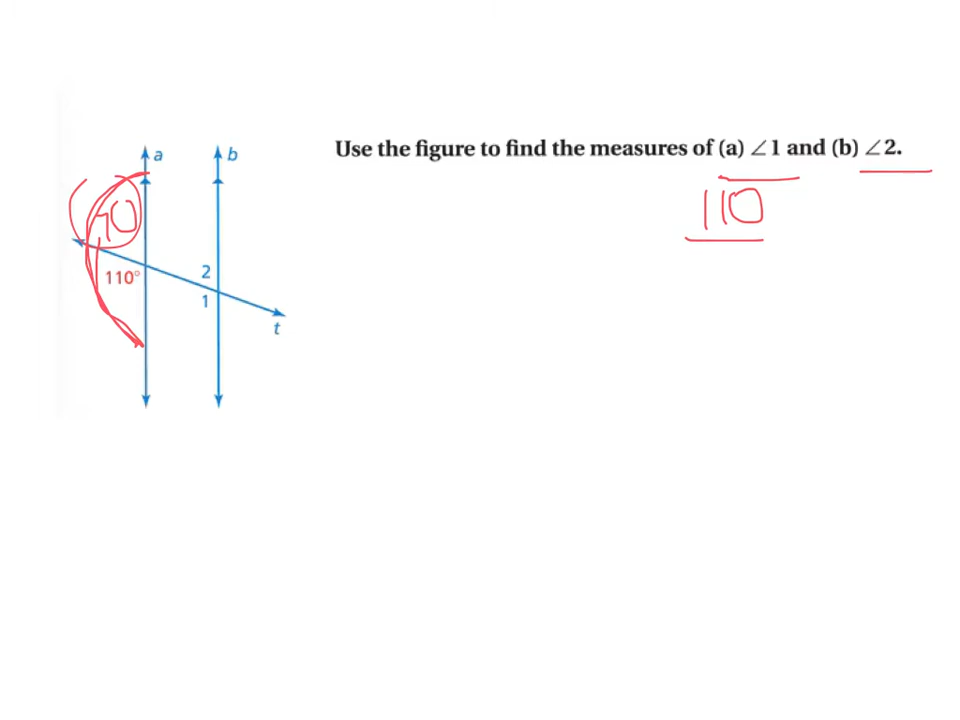 a
b
Use the figure to find the measures of (a) ∠1 and (b) ∠2.
70
110
110°
2
1
t